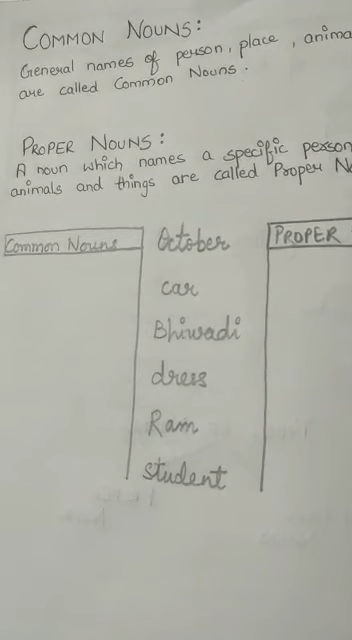 COMMON NOUNS:
General names of person, place, anima
are called Common Nouns.
PROPER NOUNS:
A noun which names a specific person
animals and things are called Proper No
Common Nouns
October
PROPER
car
Bhiwadi
dress
Ram
student